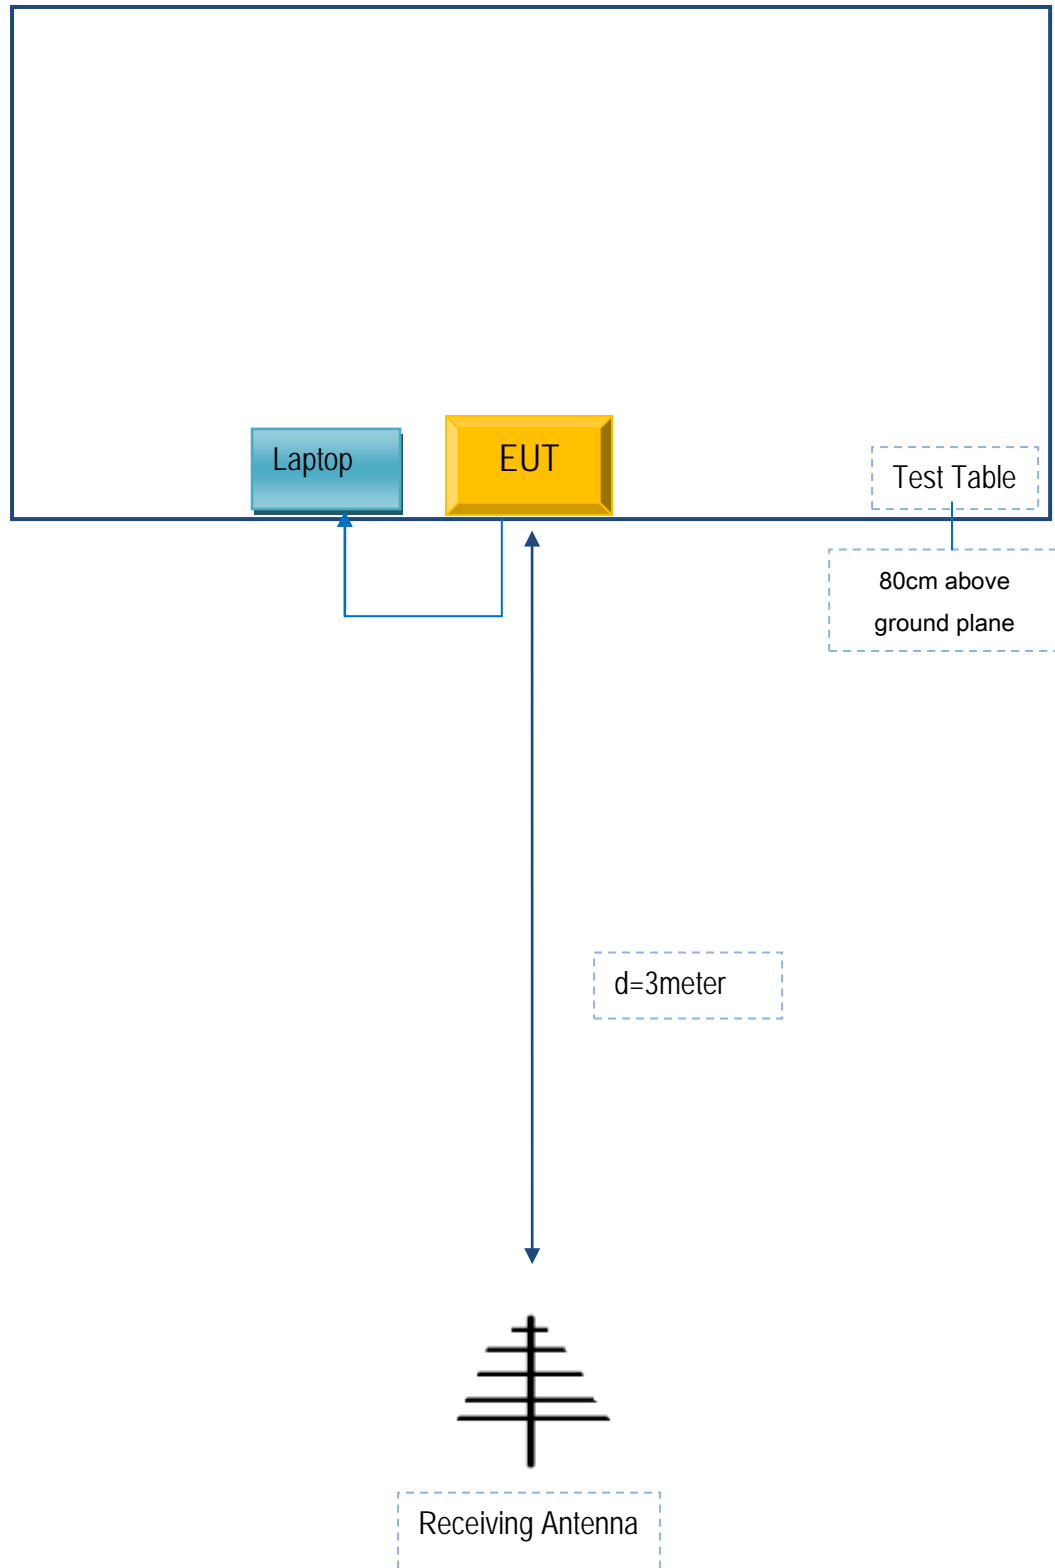 Laptop
EUT
Test Table
80cm above
ground plane
d=3meter
Receiving Antenna